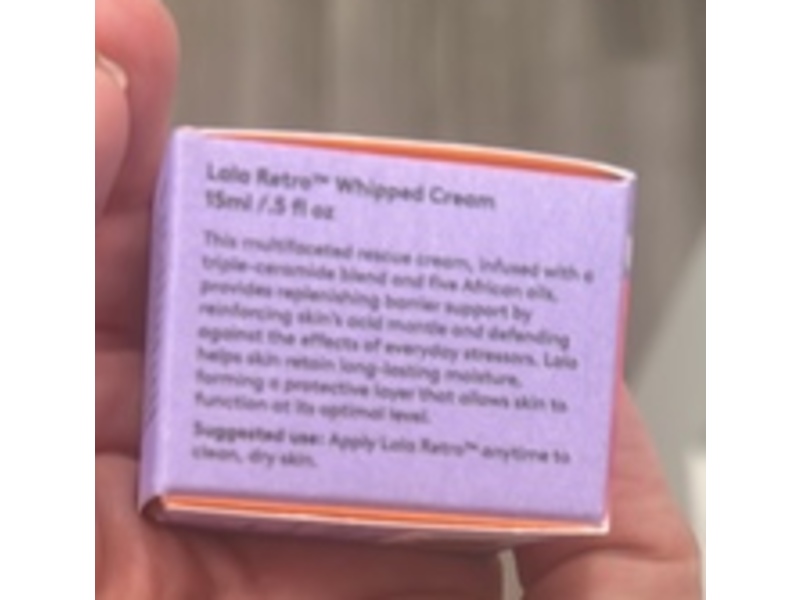 Lala Retro™ Whipped Cream
15ml /.5 fl oz
This multifaceted rescue cream, infused with a
triple-ceramide blend and five African oils,
provides replenishing barrier support by
reinforcing skin's acid mantle and defending
against the effects of everyday stressors. Lala
helps skin retain long-lasting moisture,
forming a protective layer that allows skin to
function at its optimal level.
Suggested use: Apply Lala Retro™ anytime to
clean, dry skin.